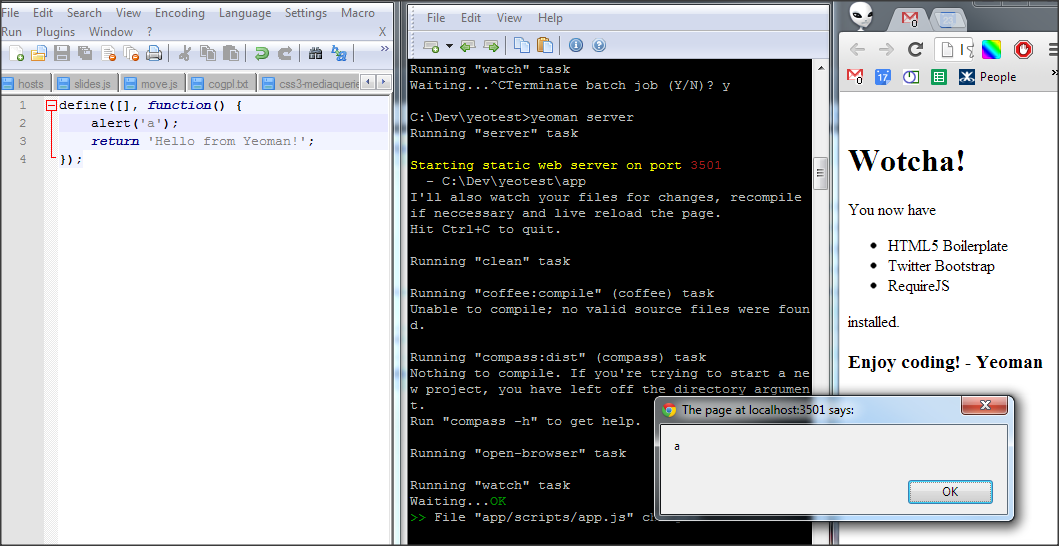 File Edit Search View Encoding Language Settings Macro
Run Plugins Window ? X
hosts slides.js move.js cogpl.txt css3-mediaquerie
1 define([], function() {
2 alert('a');
3 return 'Hello from Yeoman!';
4 });
File Edit View Help
Running "watch" task
Waiting...^CTerminate batch job (Y/N)? y
C:\Dev\yeotest>yeoman server
Running "server" task
Starting static web server on port 3501
- C:\Dev\yeotest\app
I'll also watch your files for changes, recompile
if neccessary and live reload the page.
Hit Ctrl+C to quit.
Running "clean" task
Running "coffee:compile" (coffee) task
Unable to compile; no valid source files were foun
d.
Running "compass:dist" (compass) task
Nothing to compile. If you're trying to start a ne
w project, you have left off the directory argumen
t.
Run "compass -h" to get help.
Running "open-browser" task
Running "watch" task
Waiting...OK
>> File "app/scripts/app.js"
0 23
0 17 People
Wotcha!
You now have
HTML5 Boilerplate
Twitter Bootstrap
RequireJS
installed.
Enjoy coding! - Yeoman
The page at localhost:3501 says:
a
OK